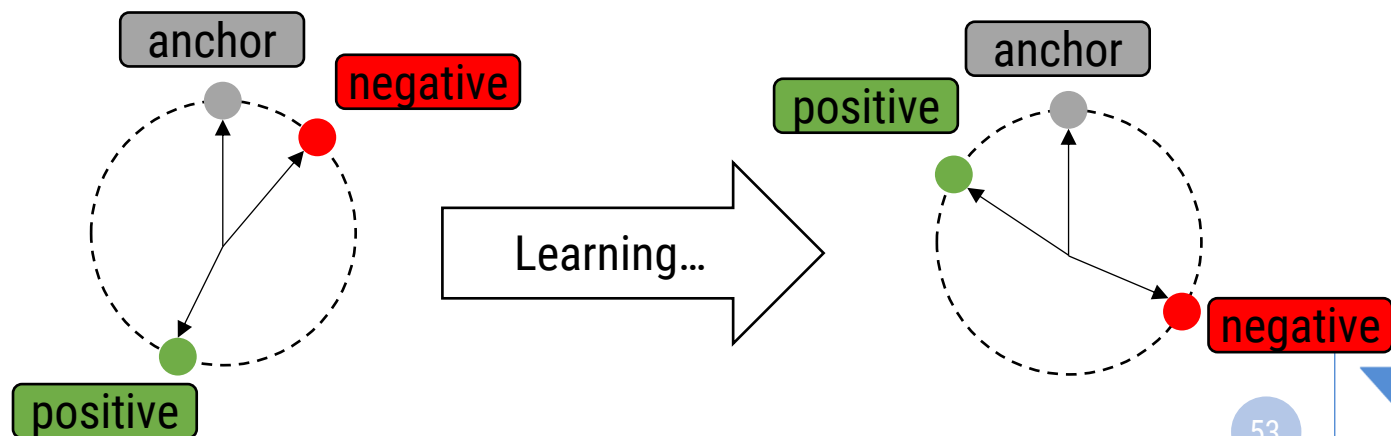 anchor
negative
positive
Learning...
anchor
positive
negative
53